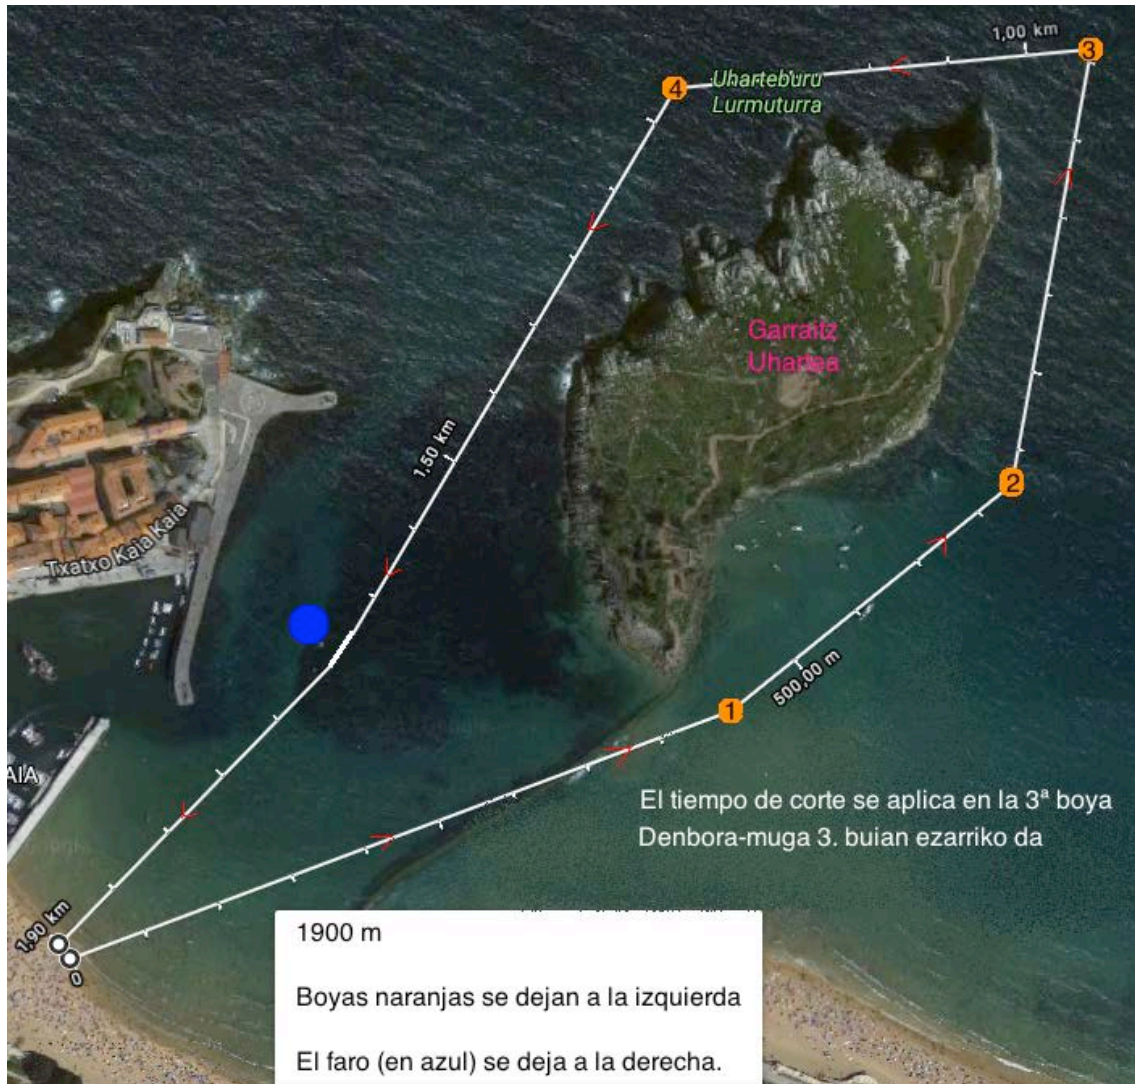 1,00 km
3
4
Uharteburu
Lurmuturra
Garraitz
Uhartea
1,50 km
2
Txatxo Kaia Kaia
500,00 m
1
AIA
El tiempo de corte se aplica en la 3ª boya
Denbora-muga 3. buian ezarriko da
1,90 km
0
1900 m
Boyas naranjas se dejan a la izquierda
El faro (en azul) se deja a la derecha.